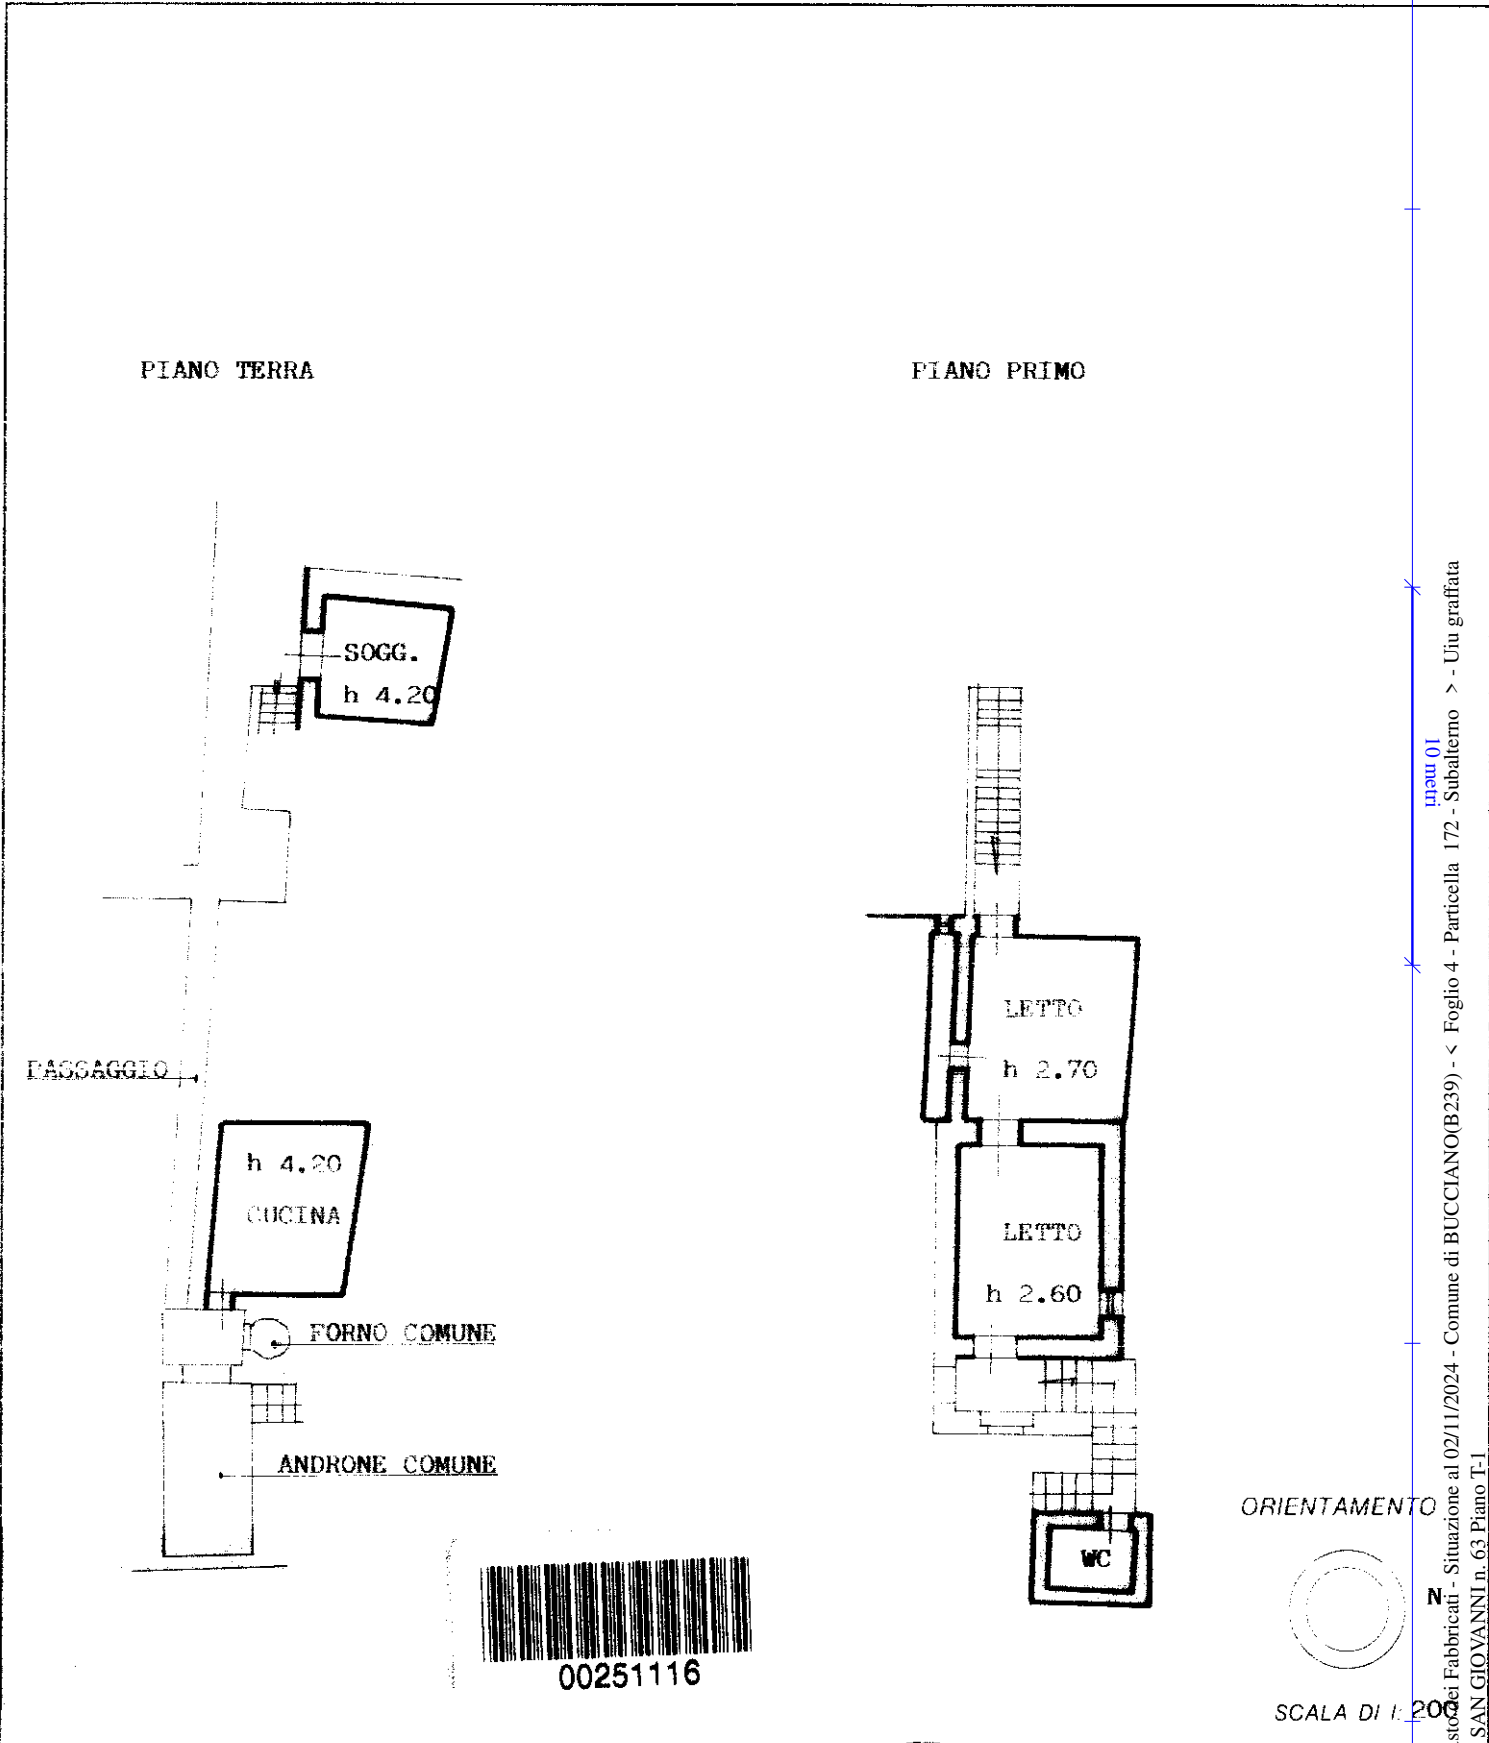 PIANO TERRA
PIANO PRIMO
SOGG.
h 4.20
PASSAGGIO
h 4.20
CUCINA
FORNO COMUNE
ANDRONE COMUNE
LETTO
h 2.70
LETTO
h 2.60
WC
00251116
ORIENTAMENTO
N.
SCALA DI 1: 200
10 metri
dei Fabbricati - Situazione al 02/11/2024 - Comune di BUCCIANO(B239) - < Foglio 4 - Particella 172 - Subalterno > - Uiu graffata
SAN GIOVANNI n. 63 Piano T-1